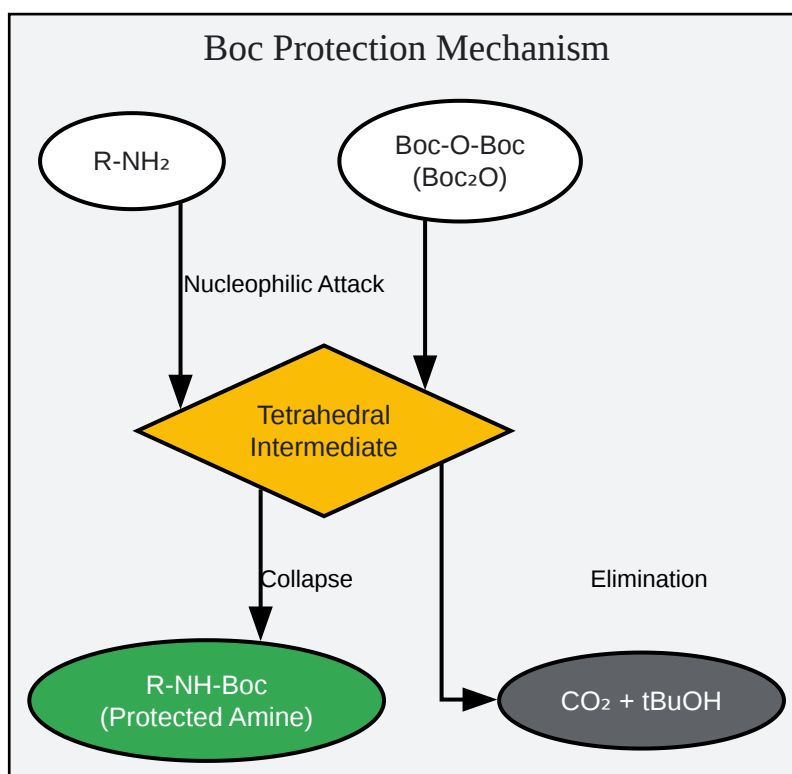 Boc Protection Mechanism
R-NH₂
Boc-O-Boc
(Boc₂O)
Nucleophilic Attack
Tetrahedral
Intermediate
Collapse
Elimination
R-NH-Boc
(Protected Amine)
CO₂ + tBuOH